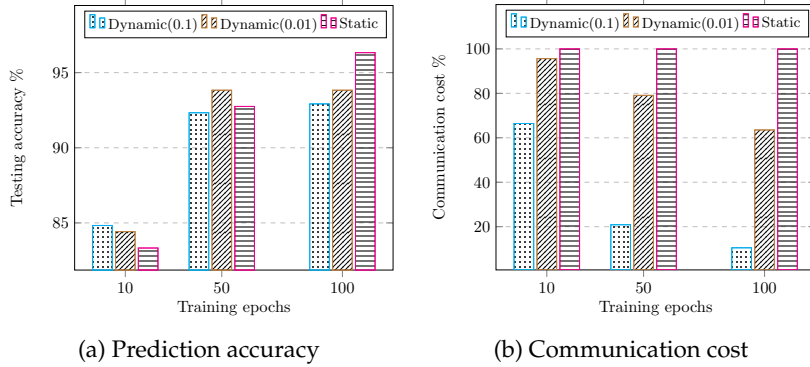 Dynamic(0.1) Dynamic(0.01) Static
Testing accuracy %
95
90
85
10 50 100
Training epochs
(a) Prediction accuracy
Dynamic(0.1) Dynamic(0.01) Static
Communication cost %
100
80
60
40
20
10 50 100
Training epochs
(b) Communication cost